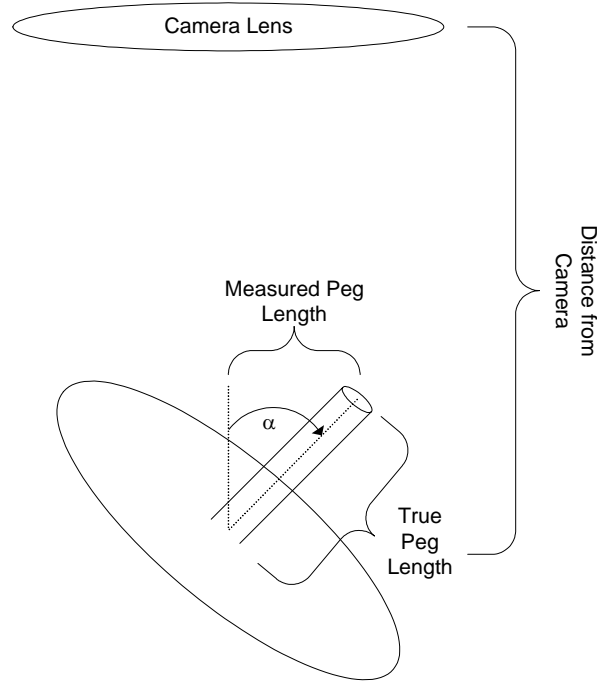 Camera Lens
Distance from
Camera
Measured Peg
Length
α
True
Peg
Length